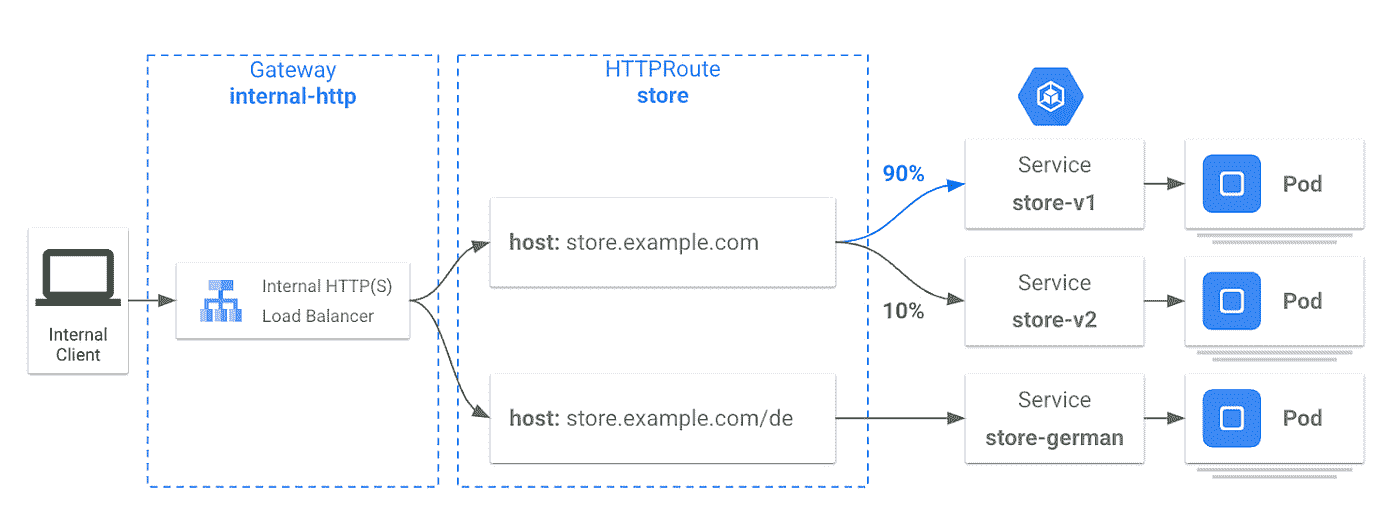 Gateway
internal-http
HTTPRoute
store
Internal
Client
Internal HTTP(S)
Load Balancer
host: store.example.com
host: store.example.com/de
90%
10%
Service
store-v1
Pod
Service
store-v2
Pod
Service
store-german
Pod